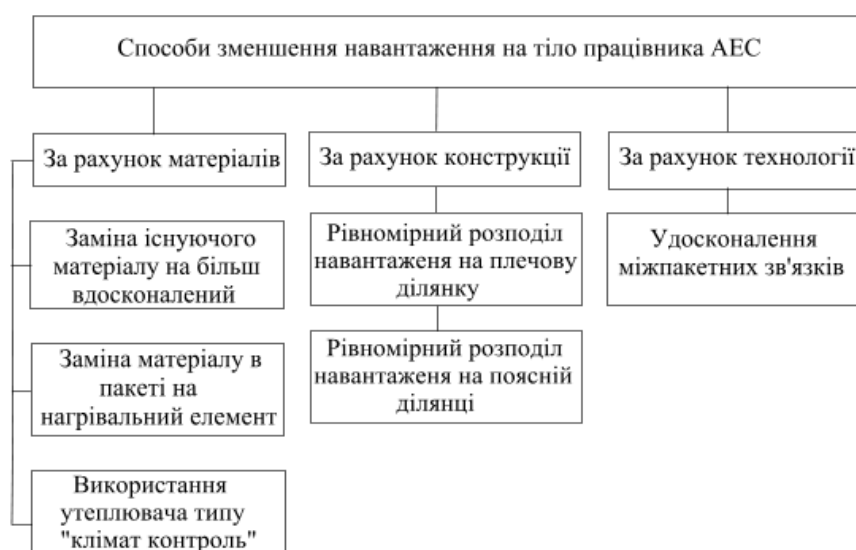 Способи зменшення навантаження на тіло працівника АЕС
За рахунок матеріалів
За рахунок конструкції
За рахунок технології
Заміна існуючого
матеріалу на більш
вдосконалений
Рівномірний розподіл
навантаженя на плечову
ділянку
Удосконалення
міжпакетних зв'язків
Заміна матеріалу в
пакеті на
нагрівальний елемент
Рівномірний розподіл
навантаженя на поясній
ділянці
Використання
утеплювача типу
"клімат контроль"